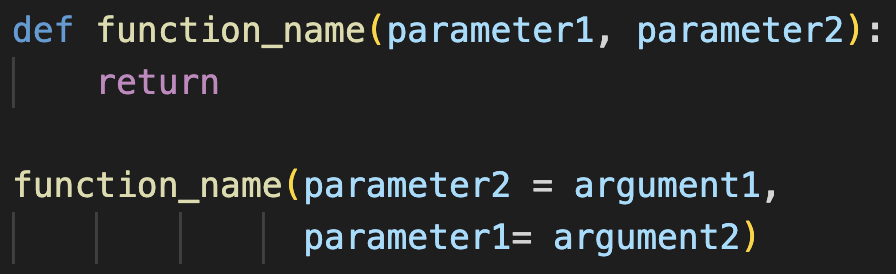 def function_name(parameter1, parameter2):
    return
function_name(parameter2 = argument1,
              parameter1= argument2)